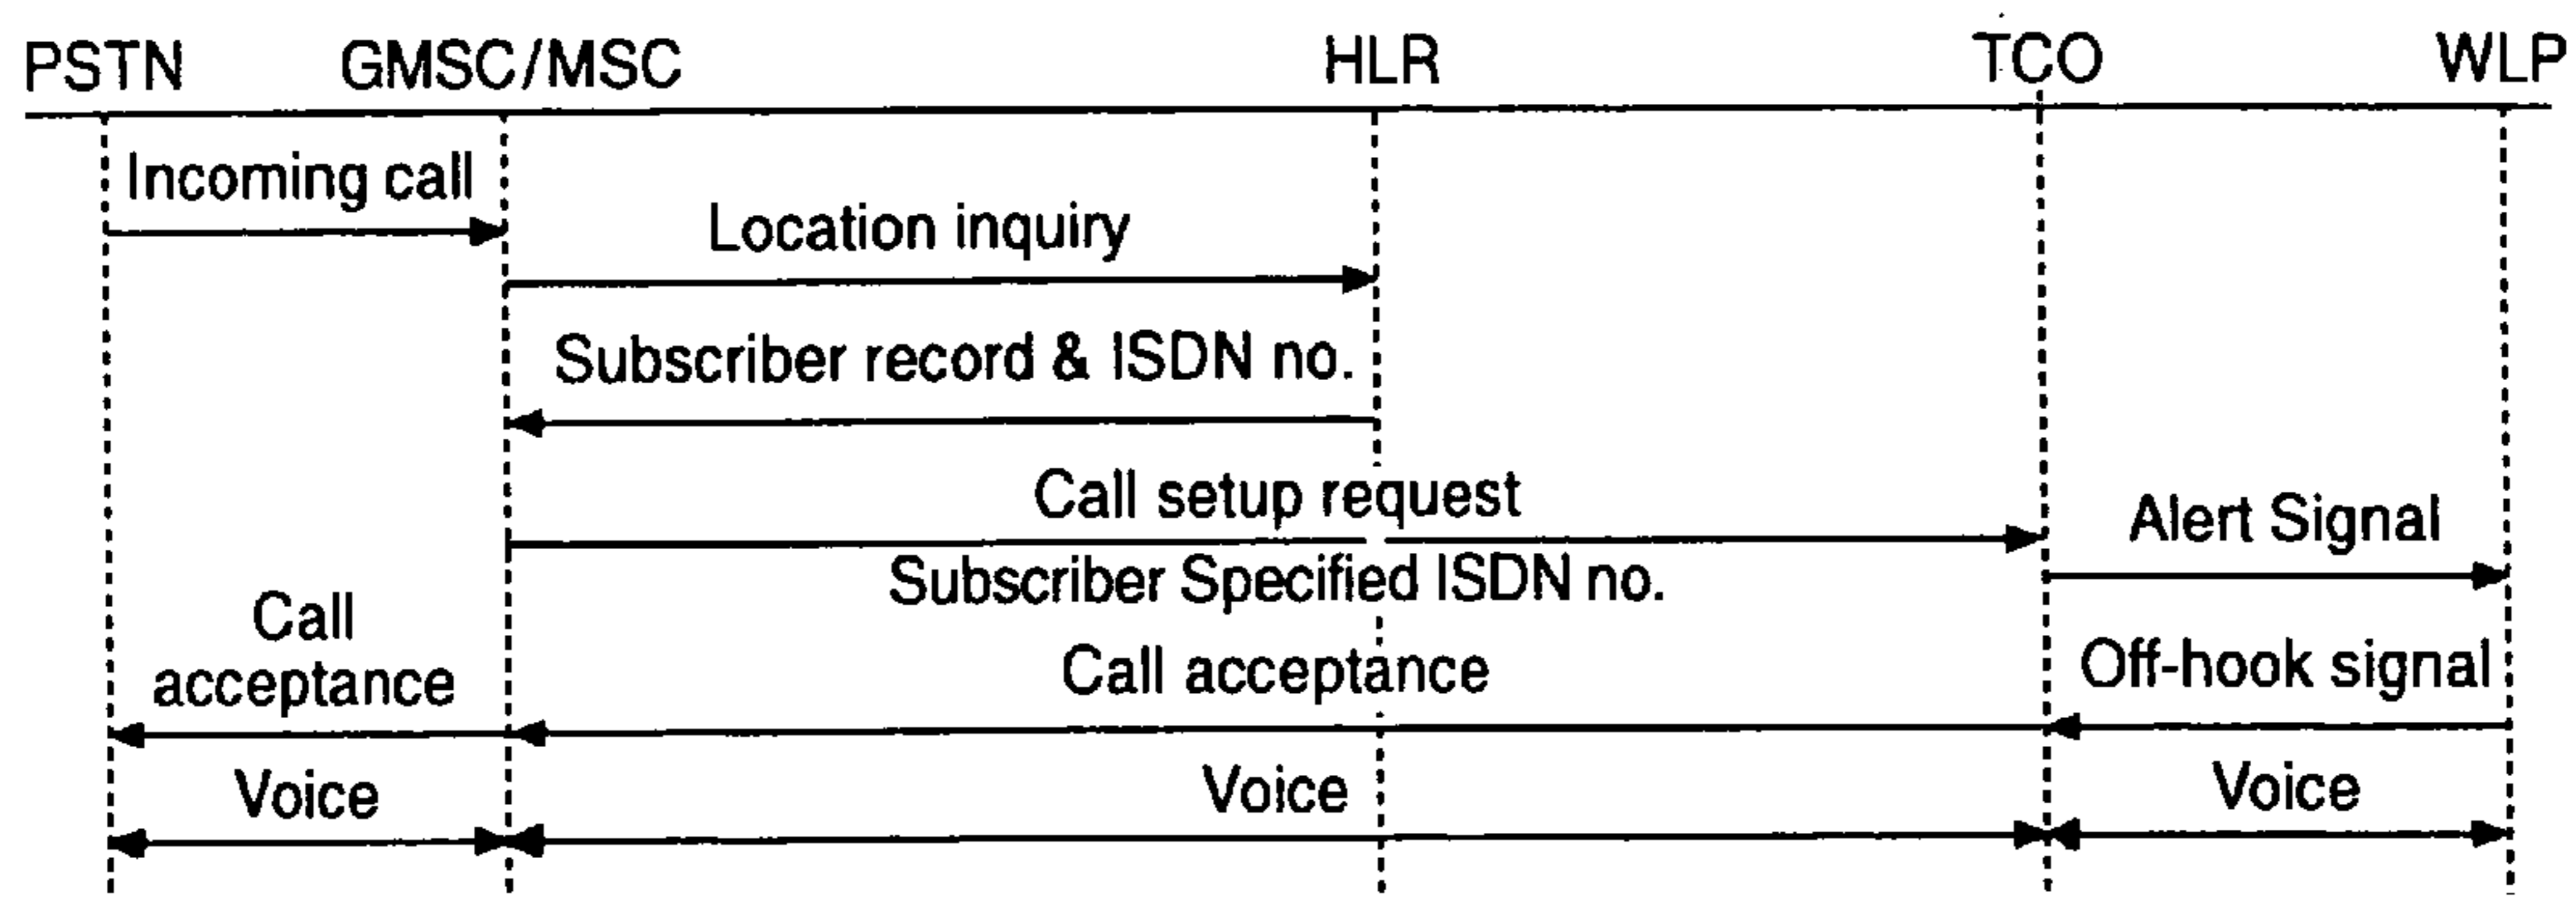 PSTN GMSC/MSC HLR TCO WLP
Incoming call
Location inquiry
Subscriber record & ISDN no.
Call setup request
Alert Signal
Subscriber Specified ISDN no.
Call
acceptance
Call acceptance
Off-hook signal
Voice
Voice
Voice